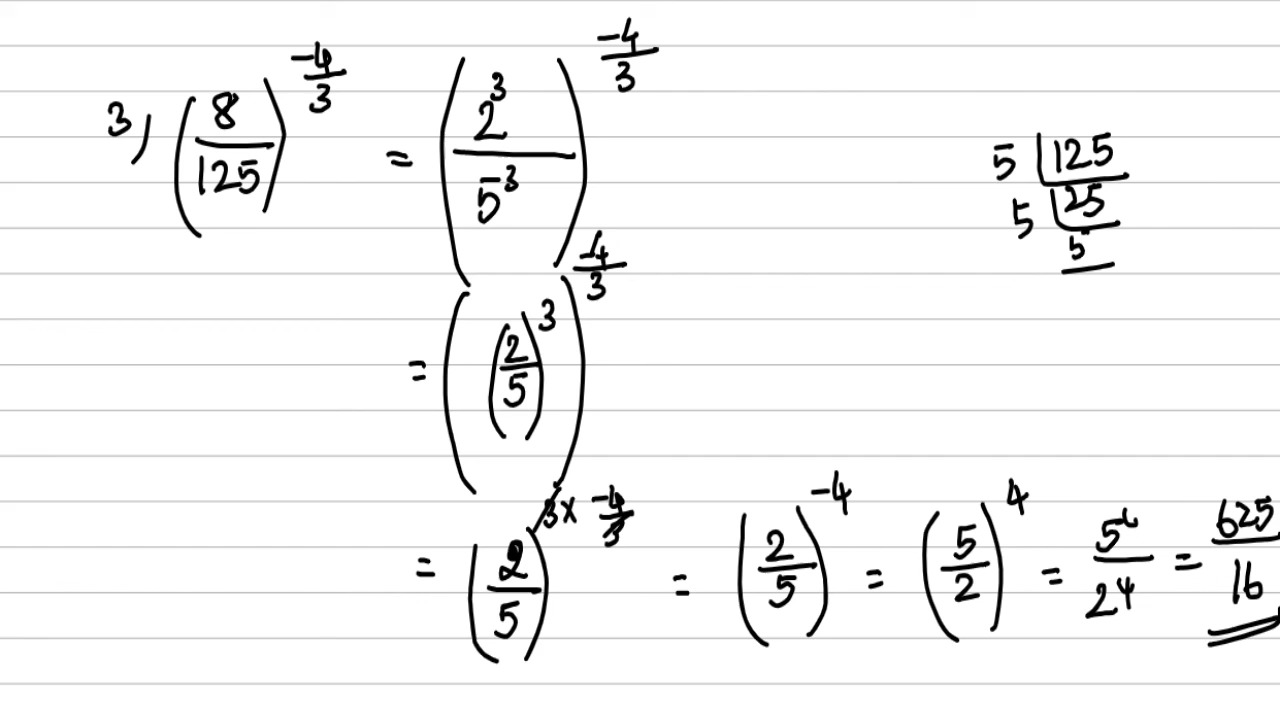 3) (8/125)^(-4/3) = (2^3/5^3)^(-4/3)
= ((2/5)^3)^(-4/3)
= (2/5)^(3 x -4/3) = (2/5)^(-4) = (5/2)^4 = 5^4/2^4 = 625/16
5 | 125
5 | 25
5